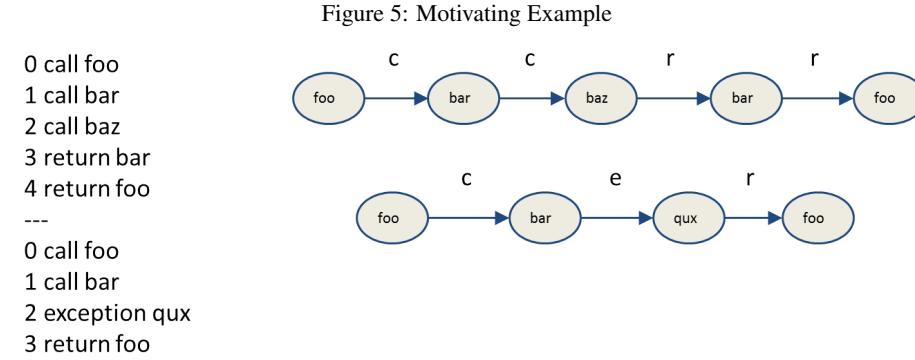 Figure 5: Motivating Example
0 call foo
1 call bar
2 call baz
3 return bar
4 return foo
---
0 call foo
1 call bar
2 exception qux
3 return foo
c c r r
foo bar baz bar foo
c e r
foo bar qux foo